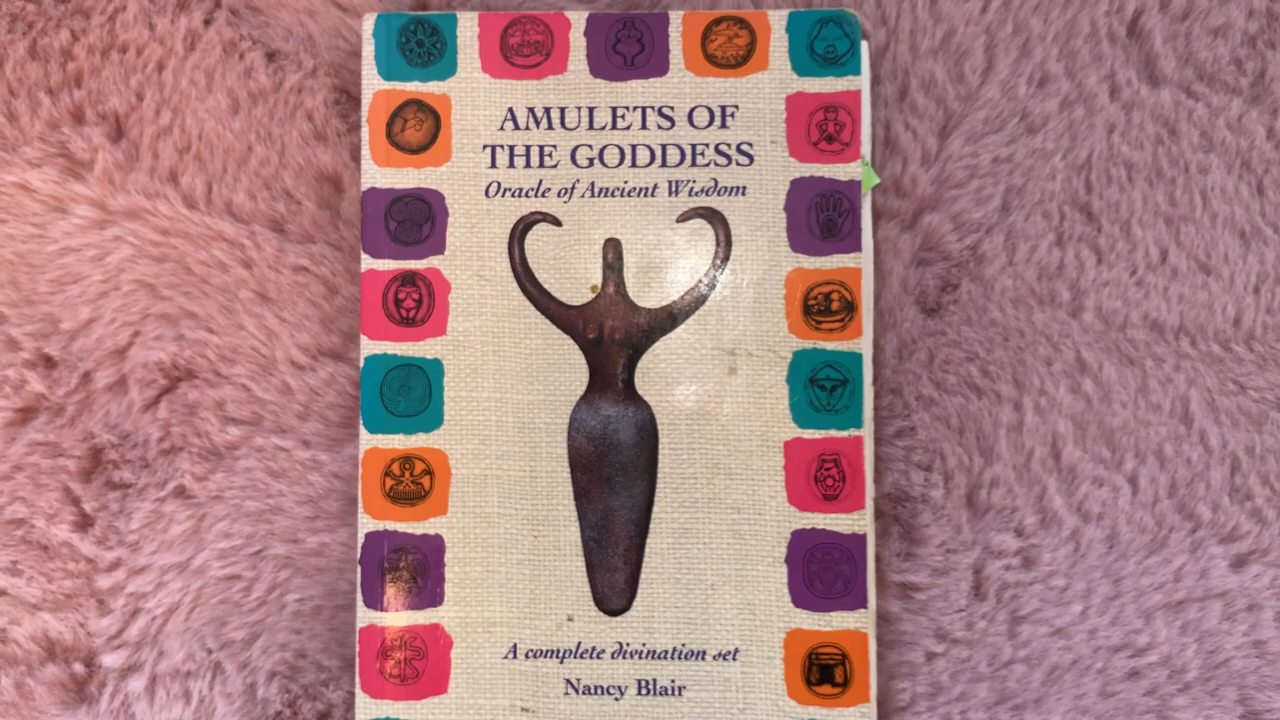 AMULETS OF
THE GODDESS
Oracle of Ancient Wisdom
A complete divination set
Nancy Blair